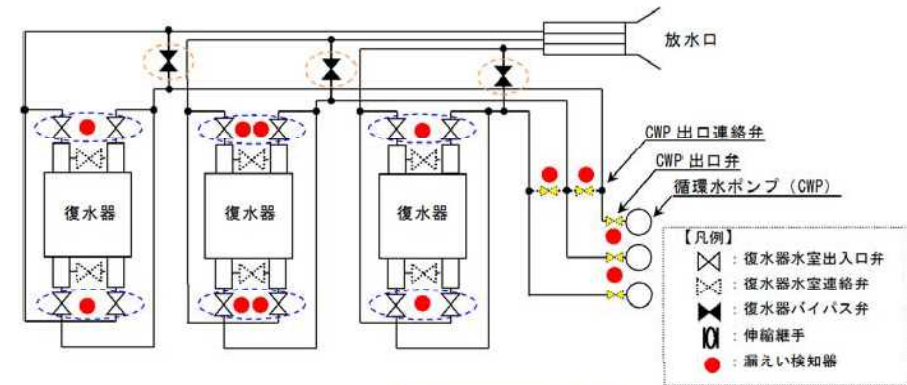 放水口
CWP 出口連絡弁
CWP 出口弁
循環水ポンプ（CWP）
復水器
復水器
復水器
【凡例】
：復水器水室出入口弁
：復水器水室連絡弁
：復水器バイパス弁
：伸縮継手
：漏えい検知器